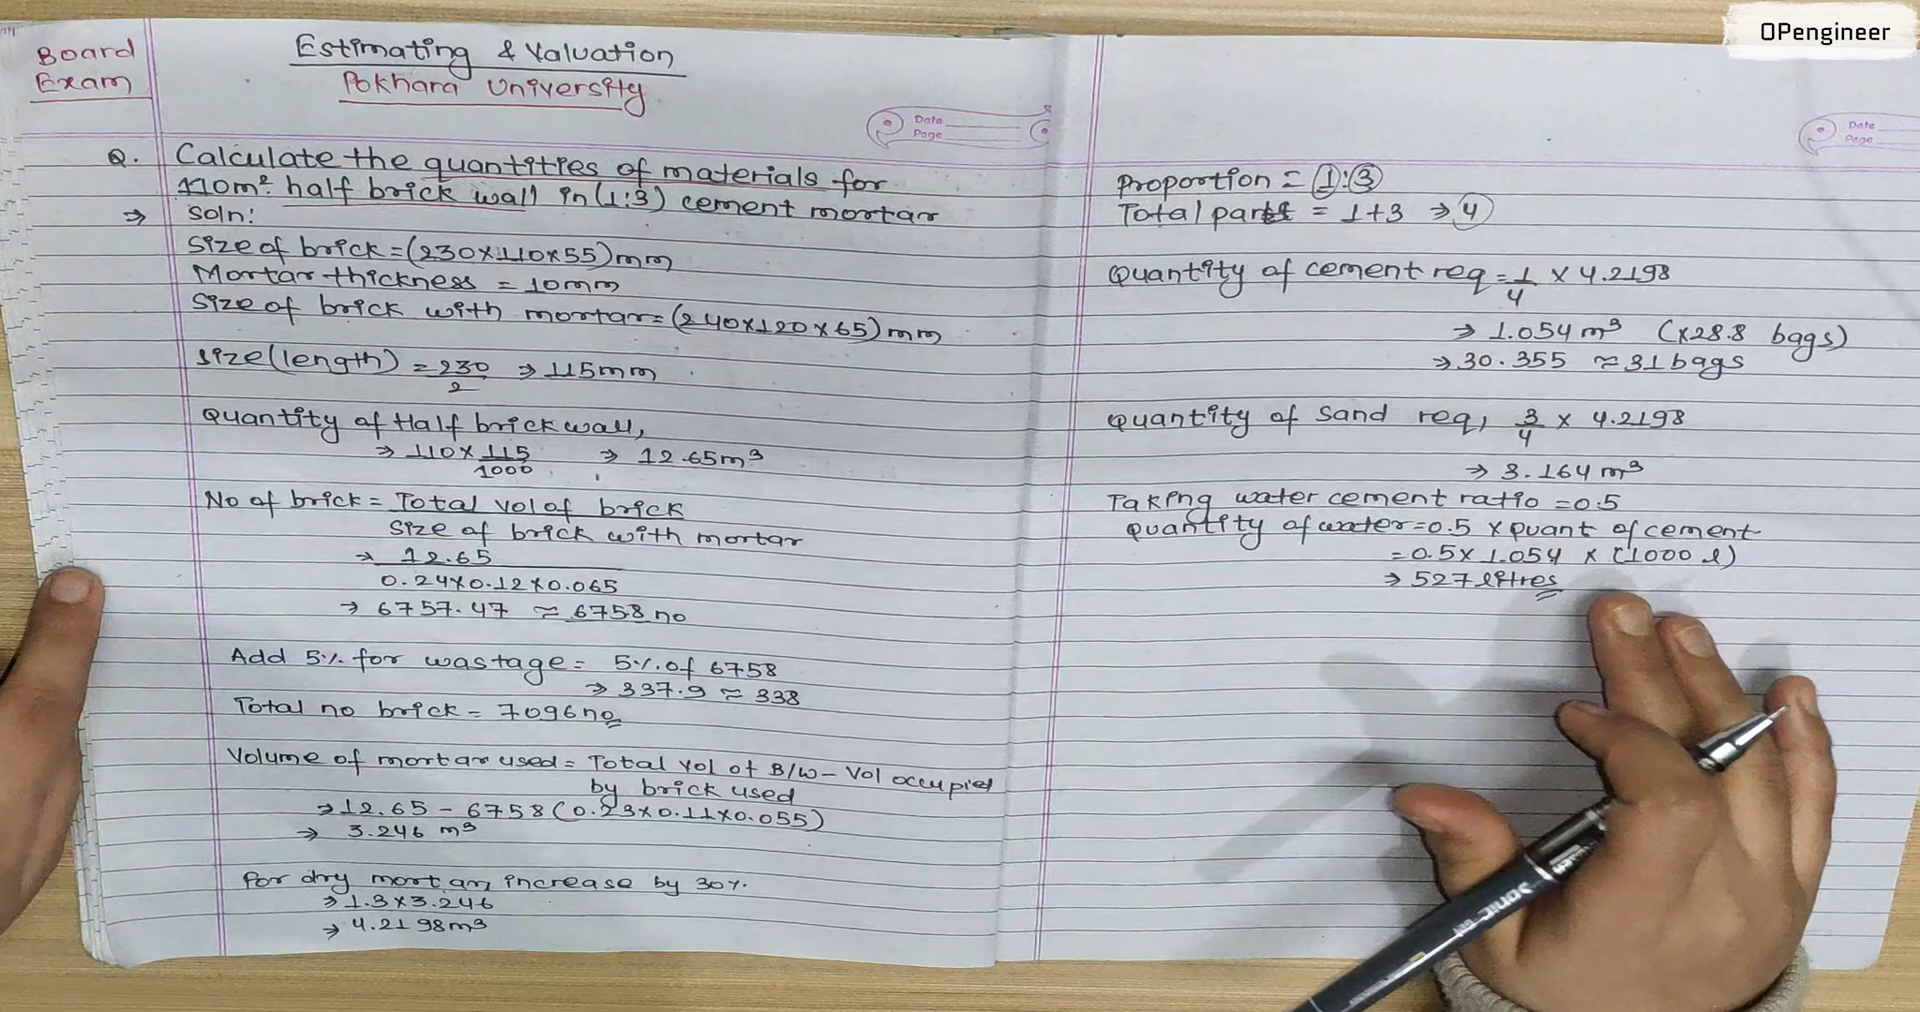 OPengineer
Board
Exam
Estimating & Valuation
Pokhara University
Date
Page
Q. Calculate the quantities of materials for
110m² half brick wall in (1:3) cement mortar
⇒ Soln:
Size of brick = (230×110×55)mm
Mortar thickness = 10mm
Size of brick with mortar = (240×120×65)mm
size(length) = 230/2 ⇒ 115mm
Quantity of Half brick wall,
⇒ 110 × 115/1000 ⇒ 12.65m³
No of brick = Total vol of brick
Size of brick with mortar
⇒ 12.65
0.24×0.12×0.065
⇒ 6757.47 ≈ 6758 no
Add 5% for wastage = 5% of 6758
⇒ 337.9 ≈ 338
Total no brick = 7096 no
Volume of mortar used = Total vol of B/W - Vol occupied
by brick used
⇒ 12.65 - 6758 (0.23×0.11×0.055)
⇒ 3.246 m³
For dry mortar, increase by 30%.
⇒ 1.3×3.246
⇒ 4.2198m³
Date
Page
Proportion = 1:3
Total parts = 1+3 ⇒ 4
Quantity of cement req = 1/4 × 4.2198
⇒ 1.054 m³ (×28.8 bags)
⇒ 30.355 ≈ 31 bags
Quantity of sand req, 3/4 × 4.2198
⇒ 3.164 m³
Taking water cement ratio = 0.5
Quantity of water = 0.5 × quant of cement
= 0.5 × 1.054 × (1000 l)
⇒ 527 litres